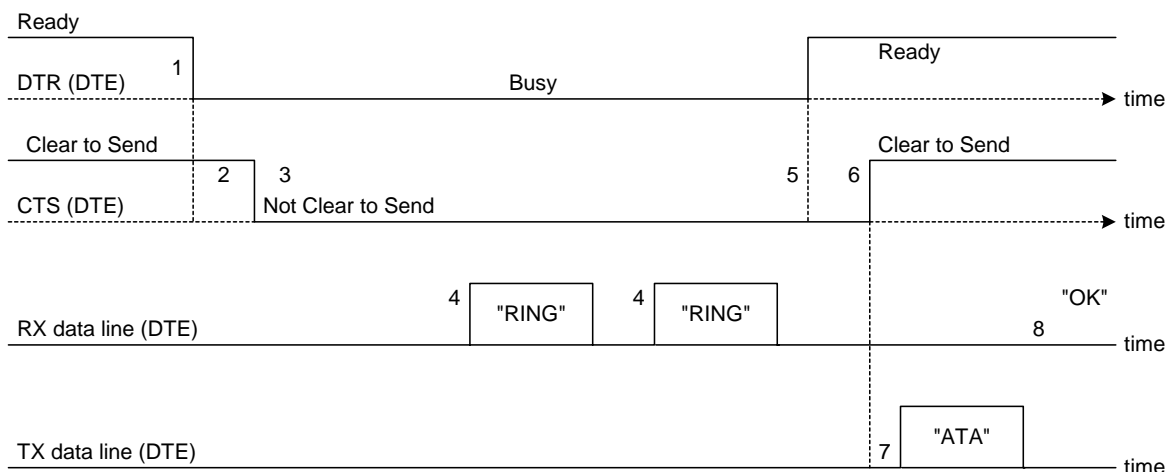 Ready
1
Ready
DTR (DTE)
Busy
time
Clear to Send
Clear to Send
2
3
5
6
CTS (DTE)
Not Clear to Send
time
4
"RING"
4
"RING"
"OK"
RX data line (DTE)
8
time
"ATA"
TX data line (DTE)
7
time